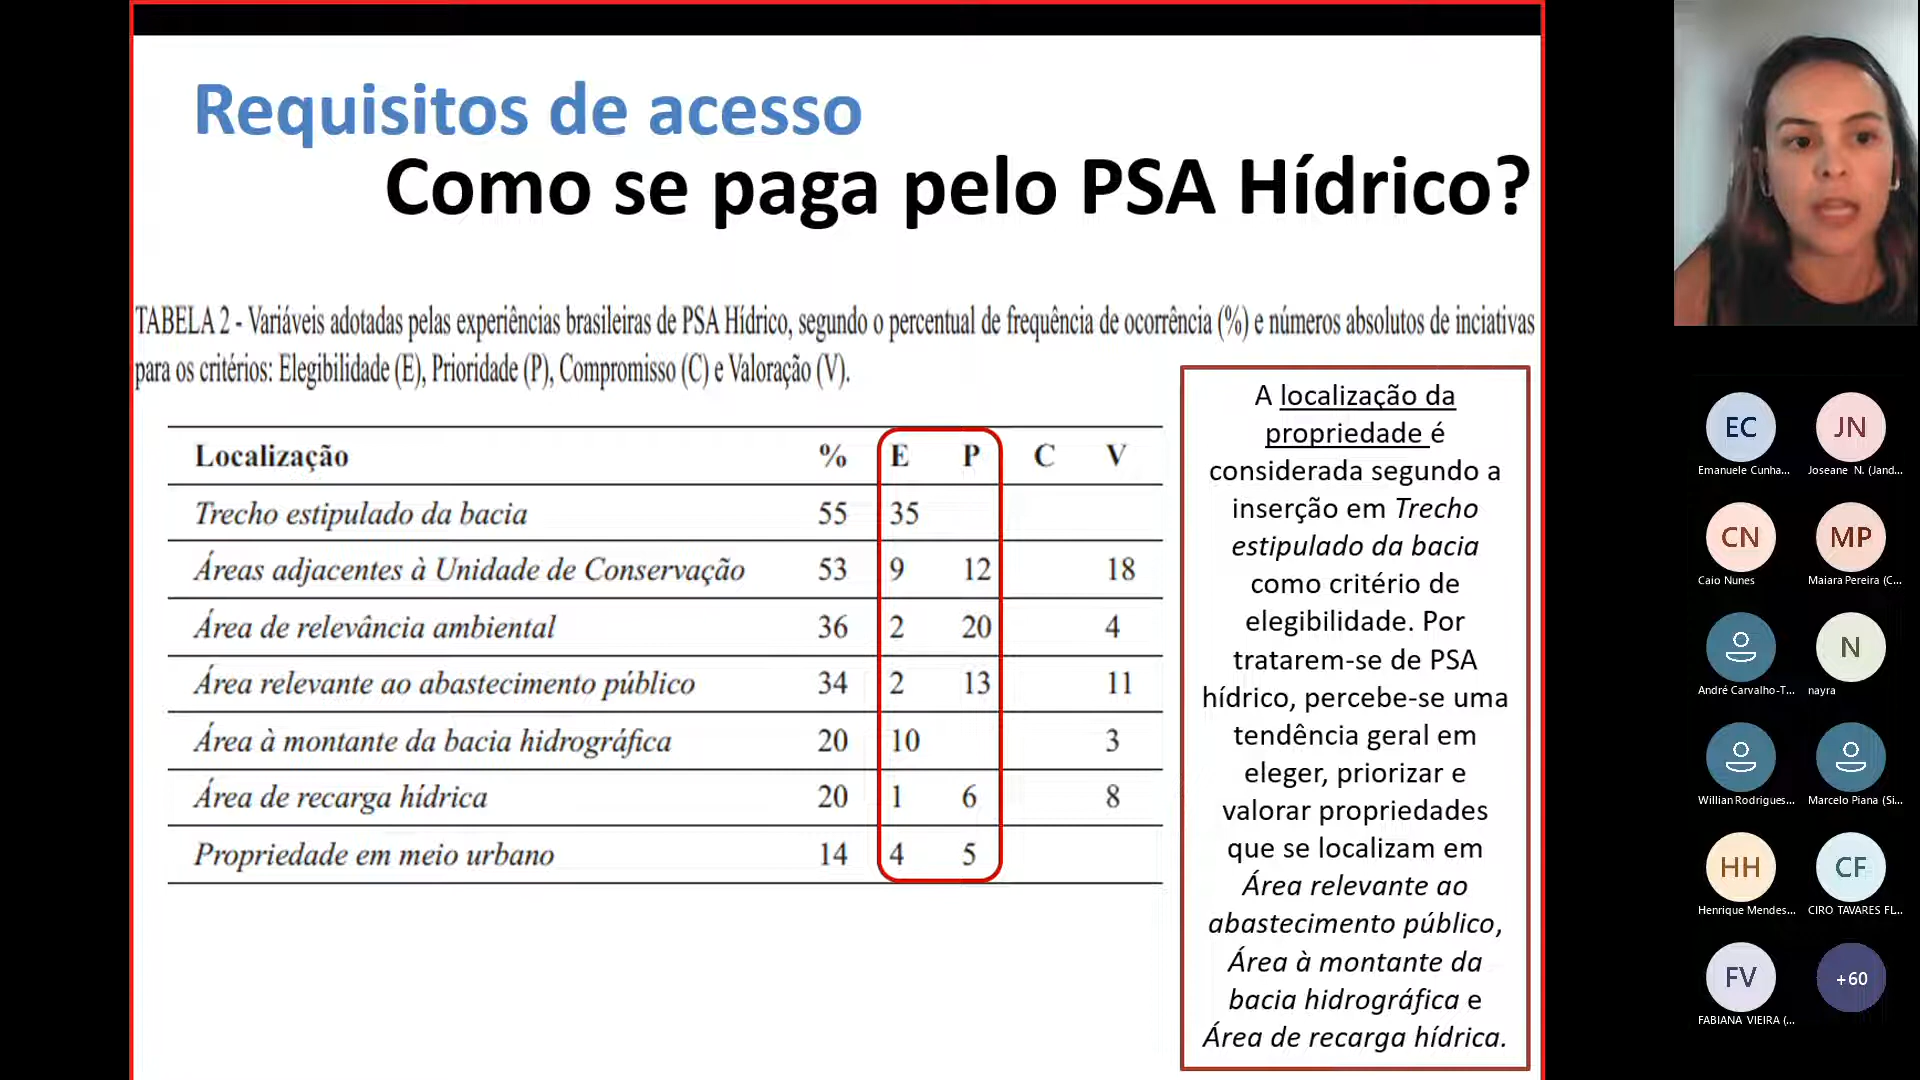 Requisitos de acesso
Como se paga pelo PSA Hídrico?
TABELA 2 - Variáveis adotadas pelas experiências brasileiras de PSA Hídrico, segundo o percentual de frequência de ocorrência (%) e números absolutos de inciativas
para os critérios: Elegibilidade (E), Prioridade (P), Compromisso (C) e Valoração (V).
Localização % E P C V
Trecho estipulado da bacia 55 35
Áreas adjacentes à Unidade de Conservação 53 9 12 18
Área de relevância ambiental 36 2 20 4
Área relevante ao abastecimento público 34 2 13 11
Área à montante da bacia hidrográfica 20 10 3
Área de recarga hídrica 20 1 6 8
Propriedade em meio urbano 14 4 5
A localização da
propriedade é
considerada segundo a
inserção em Trecho
estipulado da bacia
como critério de
elegibilidade. Por
tratarem-se de PSA
hídrico, percebe-se uma
tendência geral em
eleger, priorizar e
valorar propriedades
que se localizam em
Área relevante ao
abastecimento público,
Área à montante da
bacia hidrográfica e
Área de recarga hídrica.
EC JN
Emanuele Cunha... Joseane N. (Jand...
CN MP
Caio Nunes Maiara Pereira (C...
N
André Carvalho-T... nayra
Willian Rodrigues... Marcelo Piana (Si...
HH CF
Henrique Mendes... CIRO TAVARES FL...
FV +60
FABIANA VIEIRA (...